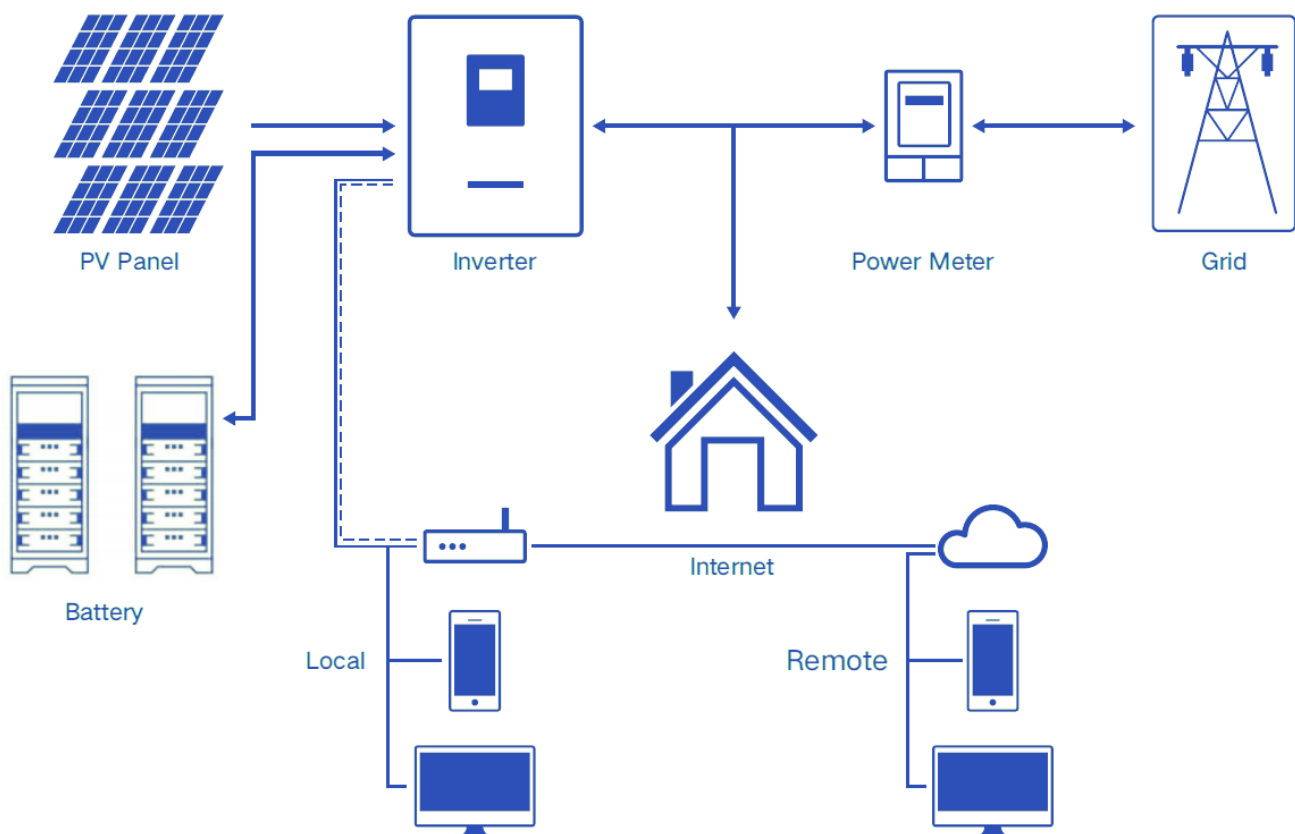 PV Panel
Inverter
Power Meter
Grid
Internet
Battery
Local
Remote